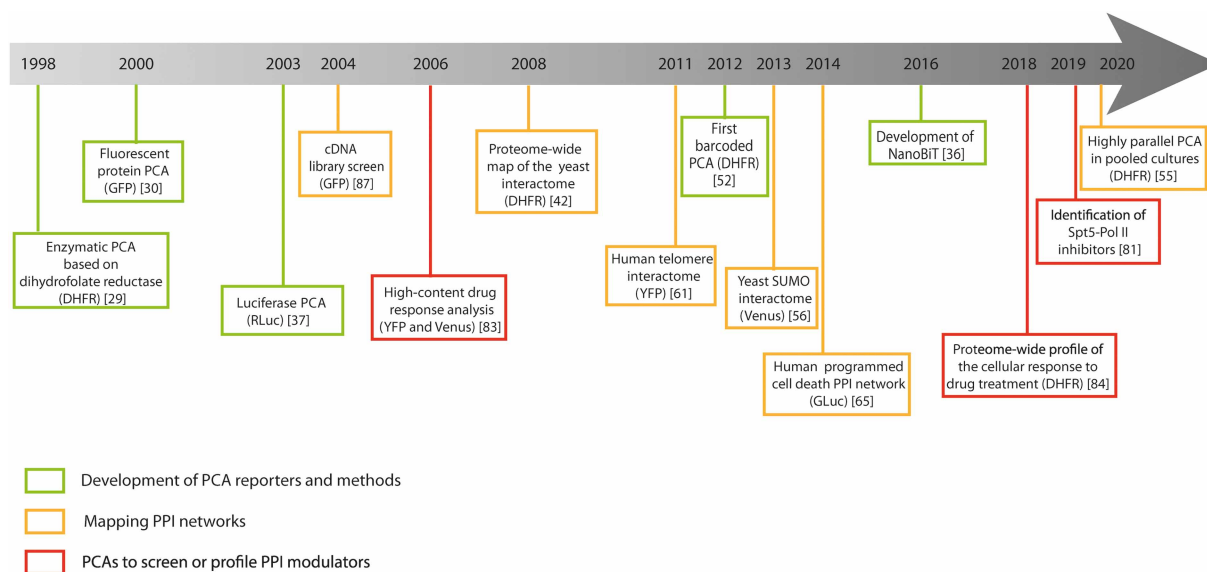 1998 2000 2003 2004 2006 2008 2011 2012 2013 2014 2016 2018 2019 2020
Enzymatic PCA
based on
dihydrofolate reductase
(DHFR) [29]
Fluorescent
protein PCA
(GFP) [30]
Luciferase PCA
(RLuc) [37]
cDNA
library screen
(GFP) [87]
High-content drug
response analysis
(YFP and Venus) [83]
Proteome-wide
map of the yeast
interactome
(DHFR) [42]
Human telomere
interactome
(YFP) [61]
First
barcoded
PCA (DHFR)
[52]
Yeast SUMO
interactome
(Venus) [56]
Human programmed
cell death PPI network
(GLuc) [65]
Development of
NanoBiT [36]
Proteome-wide profile of
the cellular response to
drug treatment (DHFR) [84]
Identification of
Spt5-Pol II
inhibitors [81]
Highly parallel PCA
in pooled cultures
(DHFR) [55]
Development of PCA reporters and methods
Mapping PPI networks
PCAs to screen or profile PPI modulators